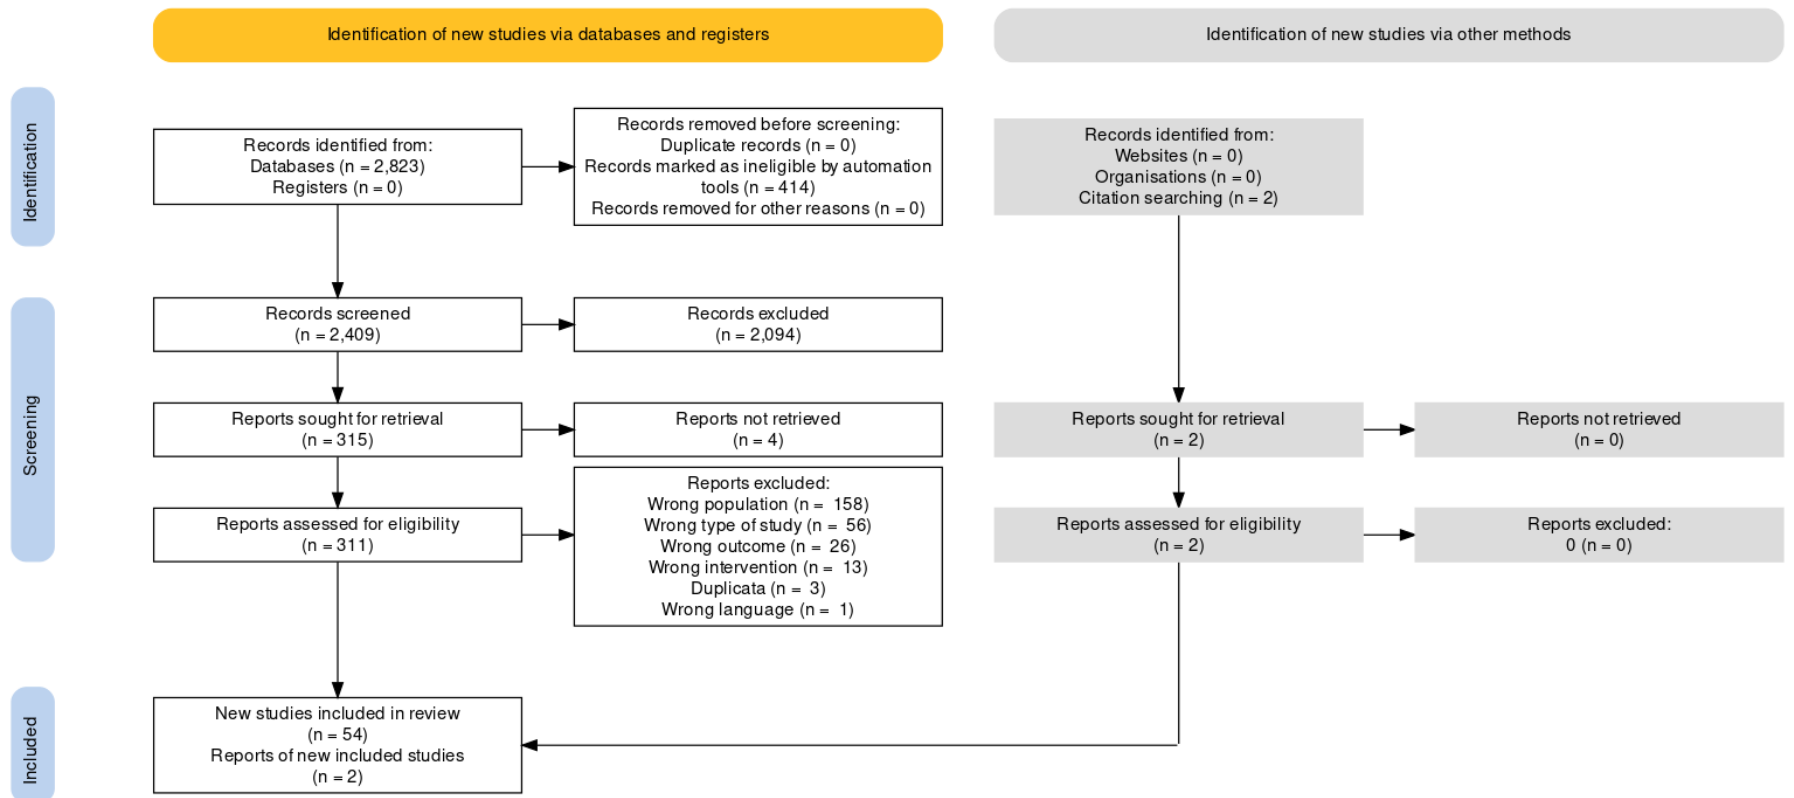 Identification of new studies via databases and registers
Identification of new studies via other methods
Identification
Records identified from:
Databases (n = 2,823)
Registers (n = 0)
Records removed before screening:
Duplicate records (n = 0)
Records marked as ineligible by automation
tools (n = 414)
Records removed for other reasons (n = 0)
Records identified from:
Websites (n = 0)
Organisations (n = 0)
Citation searching (n = 2)
Screening
Records screened
(n = 2,409)
Records excluded
(n = 2,094)
Reports sought for retrieval
(n = 315)
Reports not retrieved
(n = 4)
Reports sought for retrieval
(n = 2)
Reports not retrieved
(n = 0)
Reports assessed for eligibility
(n = 311)
Reports excluded:
Wrong population (n = 158)
Wrong type of study (n = 56)
Wrong outcome (n = 26)
Wrong intervention (n = 13)
Duplicata (n = 3)
Wrong language (n = 1)
Reports assessed for eligibility
(n = 2)
Reports excluded:
0 (n = 0)
Included
New studies included in review
(n = 54)
Reports of new included studies
(n = 2)